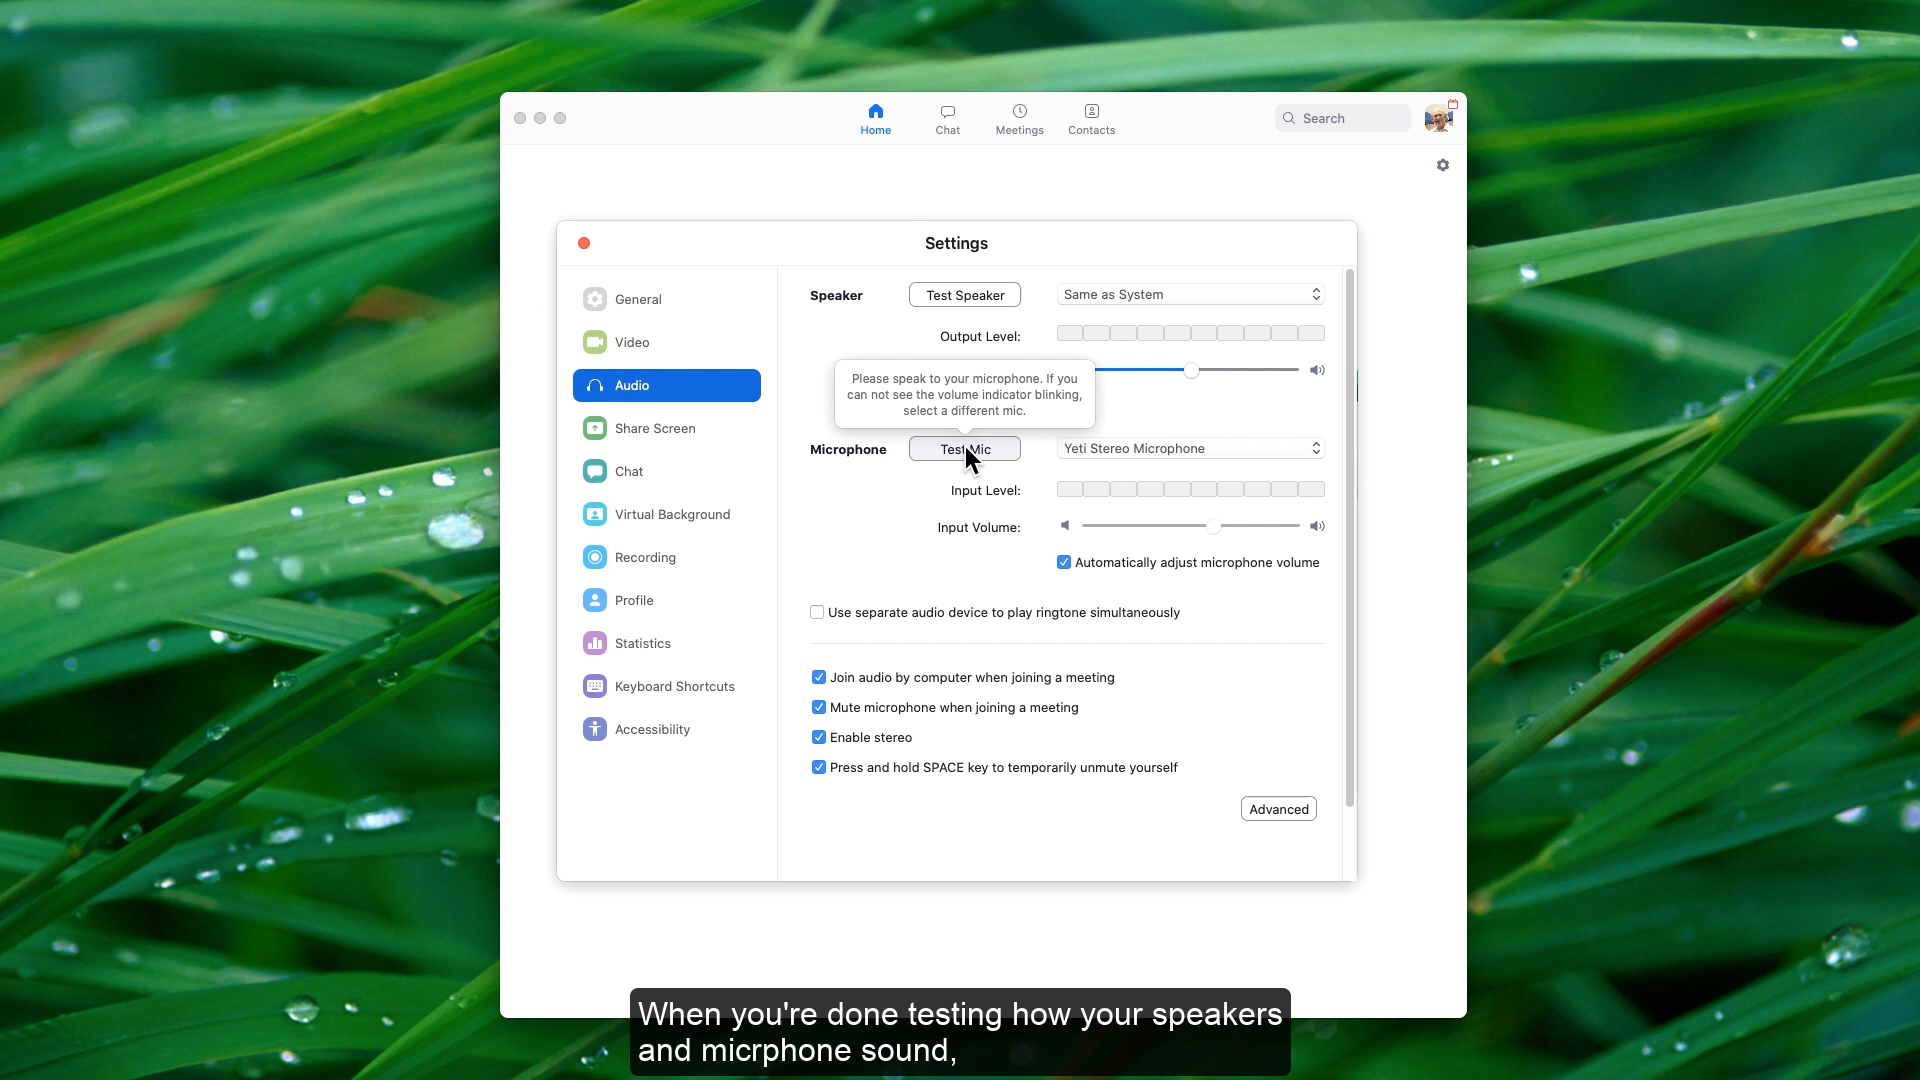 Home
Chat
Meetings
Contacts
Search
Settings
General
Video
Audio
Share Screen
Chat
Virtual Background
Recording
Profile
Statistics
Keyboard Shortcuts
Accessibility
Speaker
Test Speaker
Same as System
Output Level:
Please speak to your microphone. If you
can not see the volume indicator blinking,
select a different mic.
Microphone
Test Mic
Yeti Stereo Microphone
Input Level:
Input Volume:
Automatically adjust microphone volume
Use separate audio device to play ringtone simultaneously
Join audio by computer when joining a meeting
Mute microphone when joining a meeting
Enable stereo
Press and hold SPACE key to temporarily unmute yourself
Advanced
When you're done testing how your speakers
and micrphone sound,